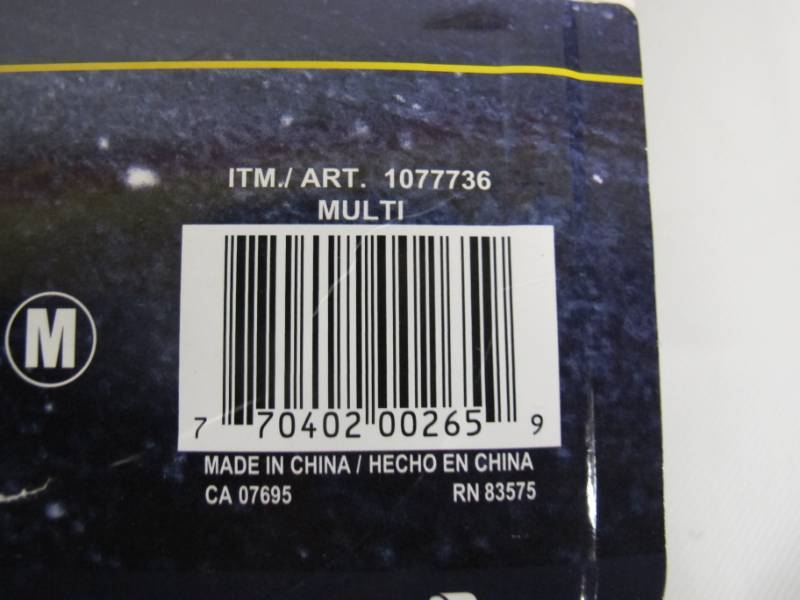 ITM./ ART. 1077736
MULTI
M
7 70402 00265 9
MADE IN CHINA / HECHO EN CHINA
CA 07695 RN 83575